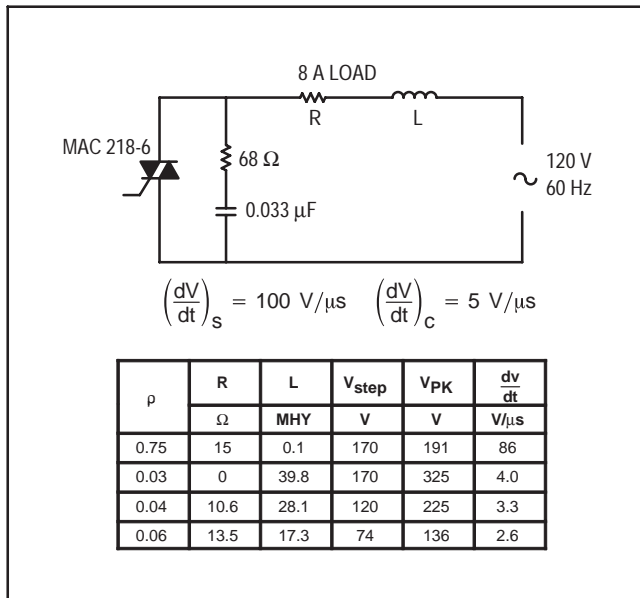 8 A LOAD
R L
MAC 218-6
68 Ω
0.033 μF
120 V
60 Hz
(dV/dt)s = 100 V/μs (dV/dt)c = 5 V/μs
ρ R L Vstep VPK dv/dt
Ω MHY V V V/μs
0.75 15 0.1 170 191 86
0.03 0 39.8 170 325 4.0
0.04 10.6 28.1 120 225 3.3
0.06 13.5 17.3 74 136 2.6